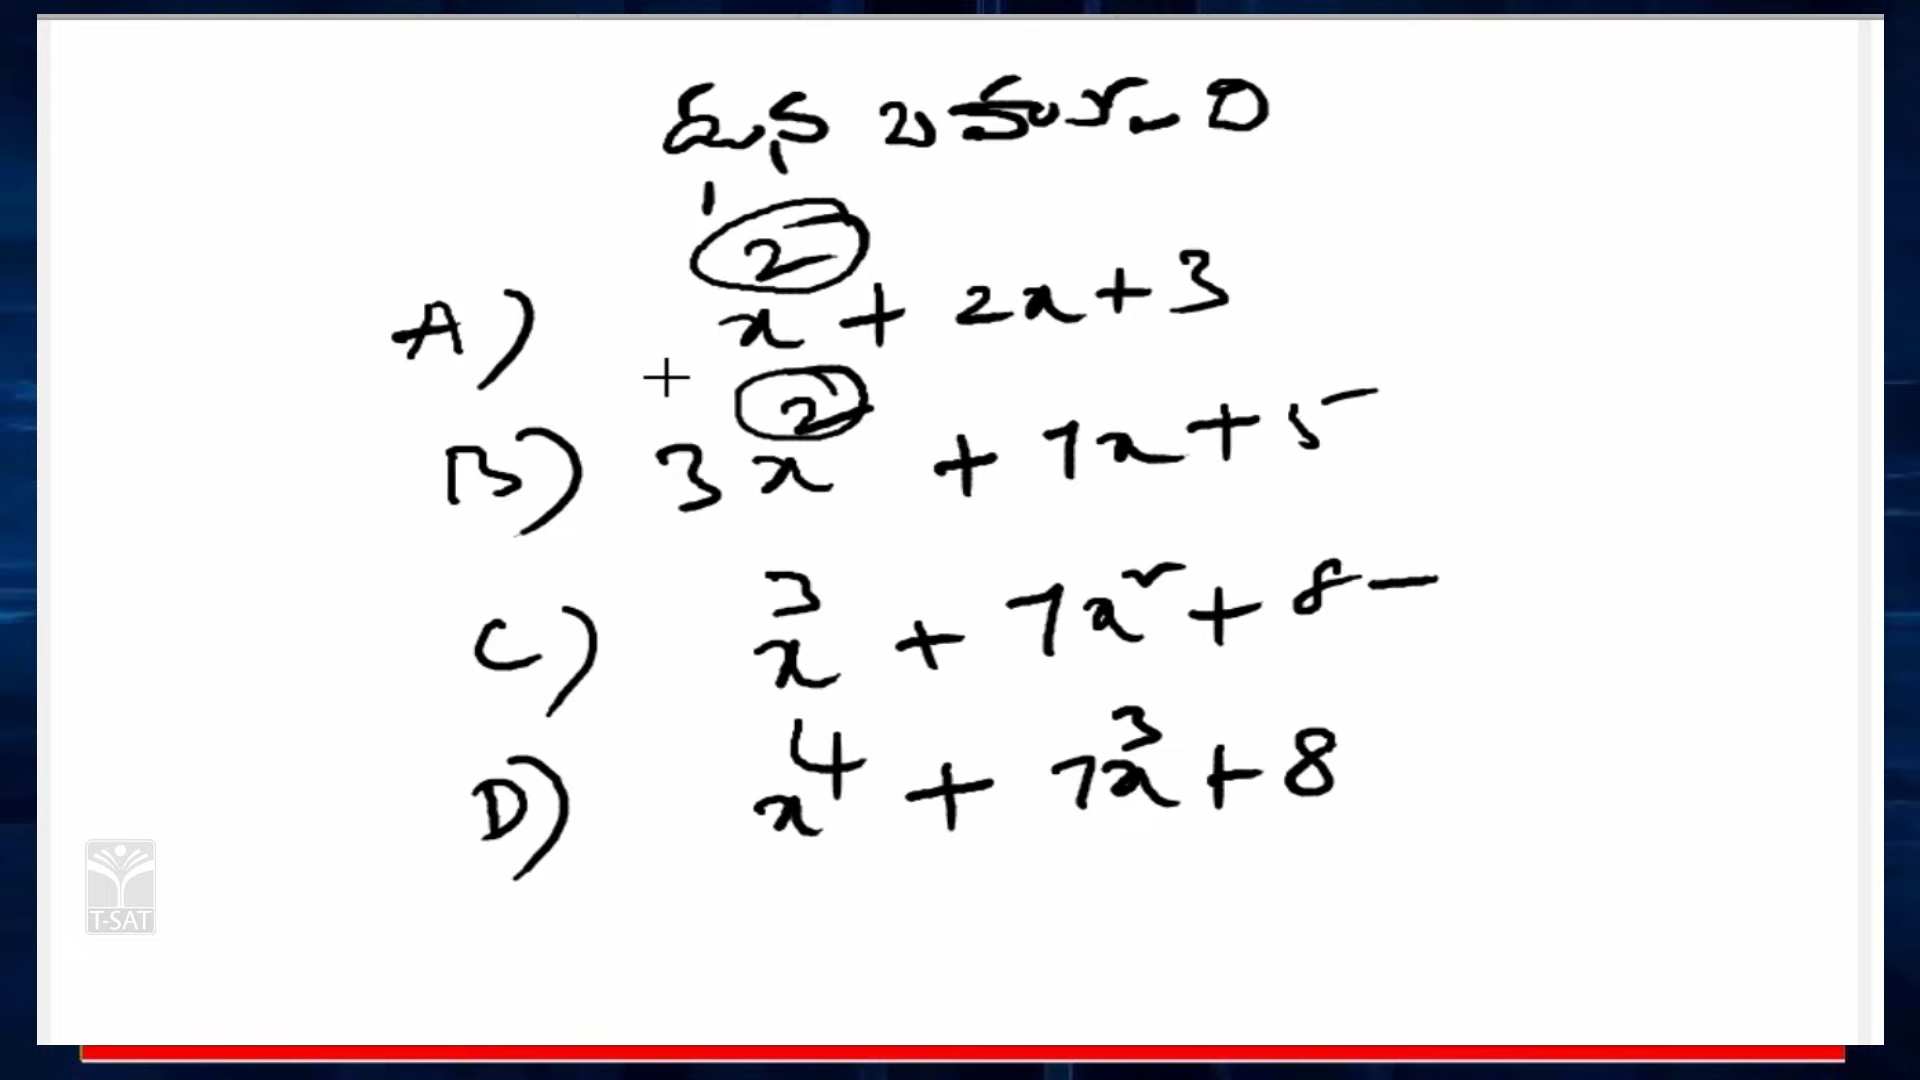 A) x² + 2x + 3
B) 3x² + 7x + 5
C) x³ + 7x² + 8
D) x⁴ + 7x³ + 8
T-SAT